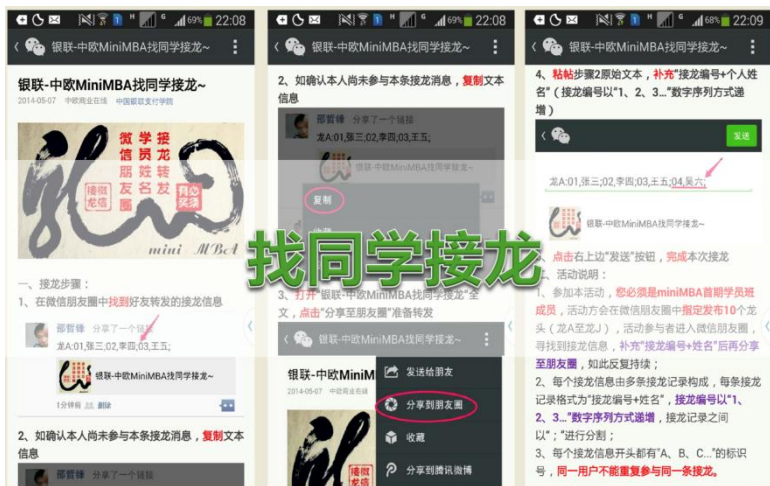 22:08
银联-中欧MiniMBA找同学接龙~
银联-中欧MiniMBA找同学接龙~
2014-05-07 中欧商业在线 中国银联支付学院
微信朋友圈
学员姓名
接龙转发
接微
龙信
有必
奖须
mini MBA
一、接龙步骤：
1、在微信朋友圈中找到好友转发的接龙信息
邵哲峰 分享了一个链接
龙A:01,张三;02,李四;03,王五;
银联-中欧MiniMBA找同学接龙~
1分钟前 删除
2、如确认本人尚未参与本条接龙消息，复制文本
信息
邵哲峰 分享了一个链接
69% 22:08
银联-中欧MiniMBA找同学接龙~
2、如确认本人尚未参与本条接龙消息，复制文本
信息
邵哲峰 分享了一个链接
龙A:01,张三;02,李四;03,王五;
银联-中欧MiniMBA找同学接龙~
复制
找同学接龙
3、打开“银联-中欧MiniMBA找同学接龙”全
文，点击“分享至朋友圈”准备转发
银联-中欧MiniMBA找同学接龙~
银联-中欧Mini
2014-05-07 中欧商业在线
发送给朋友
分享到朋友圈
收藏
分享到腾讯微博
68% 22:09
银联-中欧MiniMBA找同学接龙~
4、粘帖步骤2原始文本，补充“接龙编号+个人姓
名”（接龙编号以“1、2、3...”数字序列方式递
增）
发送
龙A:01,张三;02,李四;03,王五;04,吴六;
银联-中欧MiniMBA找同学接龙~
点击右上边“发送”按钮，完成本次接龙
活动说明：
1、参加本活动，您必须是miniMBA首期学员班
成员，活动方会在微信朋友圈中指定发布10个龙
头（龙A至龙J），活动参与者进入微信朋友圈，
寻找到接龙信息，补充“接龙编号+姓名”后再分享
至朋友圈，如此反复持续；
2、每个接龙信息由多条接龙记录构成，每条接龙
记录格式为“接龙编号+姓名”，接龙编号以“1、
2、3...”数字序列方式递增，接龙记录之间
以“；”进行分割；
3、每个接龙信息开头都有“A、B、C...”的标识
号，同一用户不能重复参与同一条接龙。